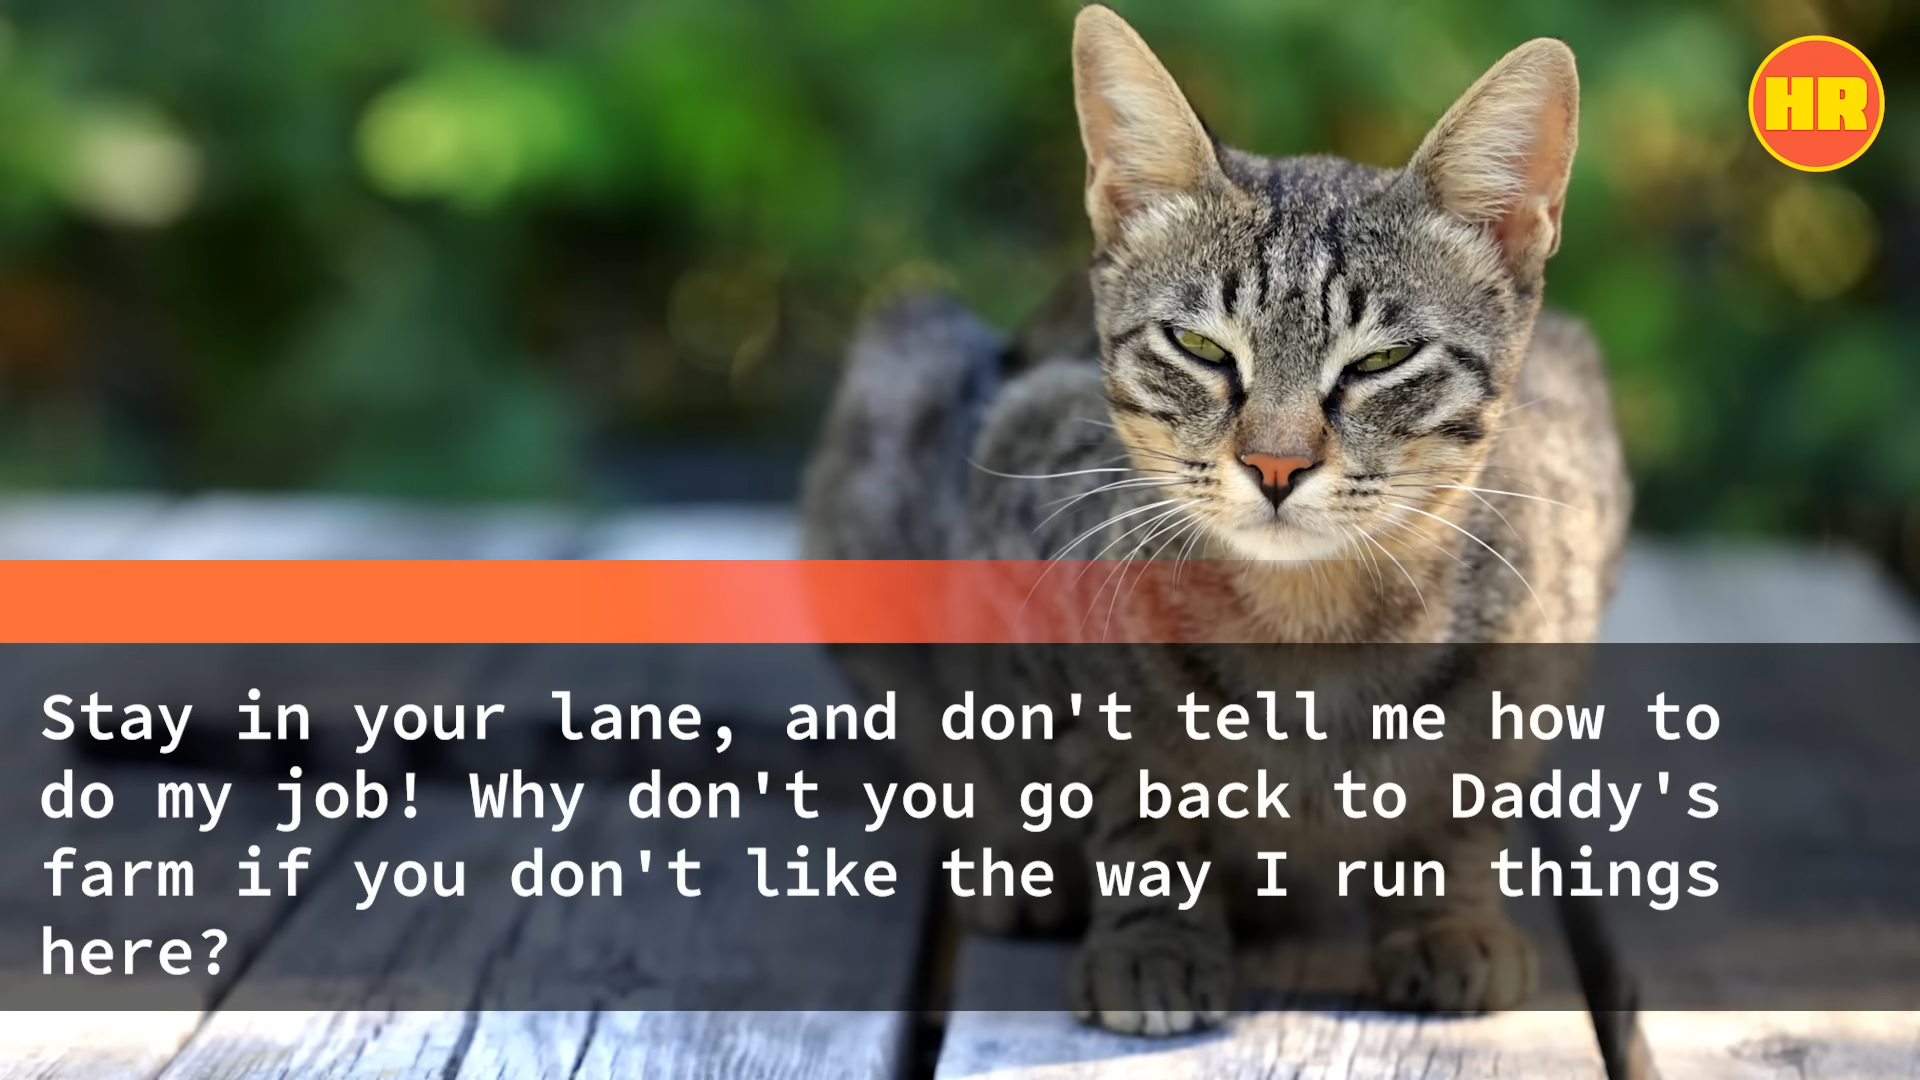 HR
Stay in your lane, and don't tell me how to
do my job! Why don't you go back to Daddy's
farm if you don't like the way I run things
here?